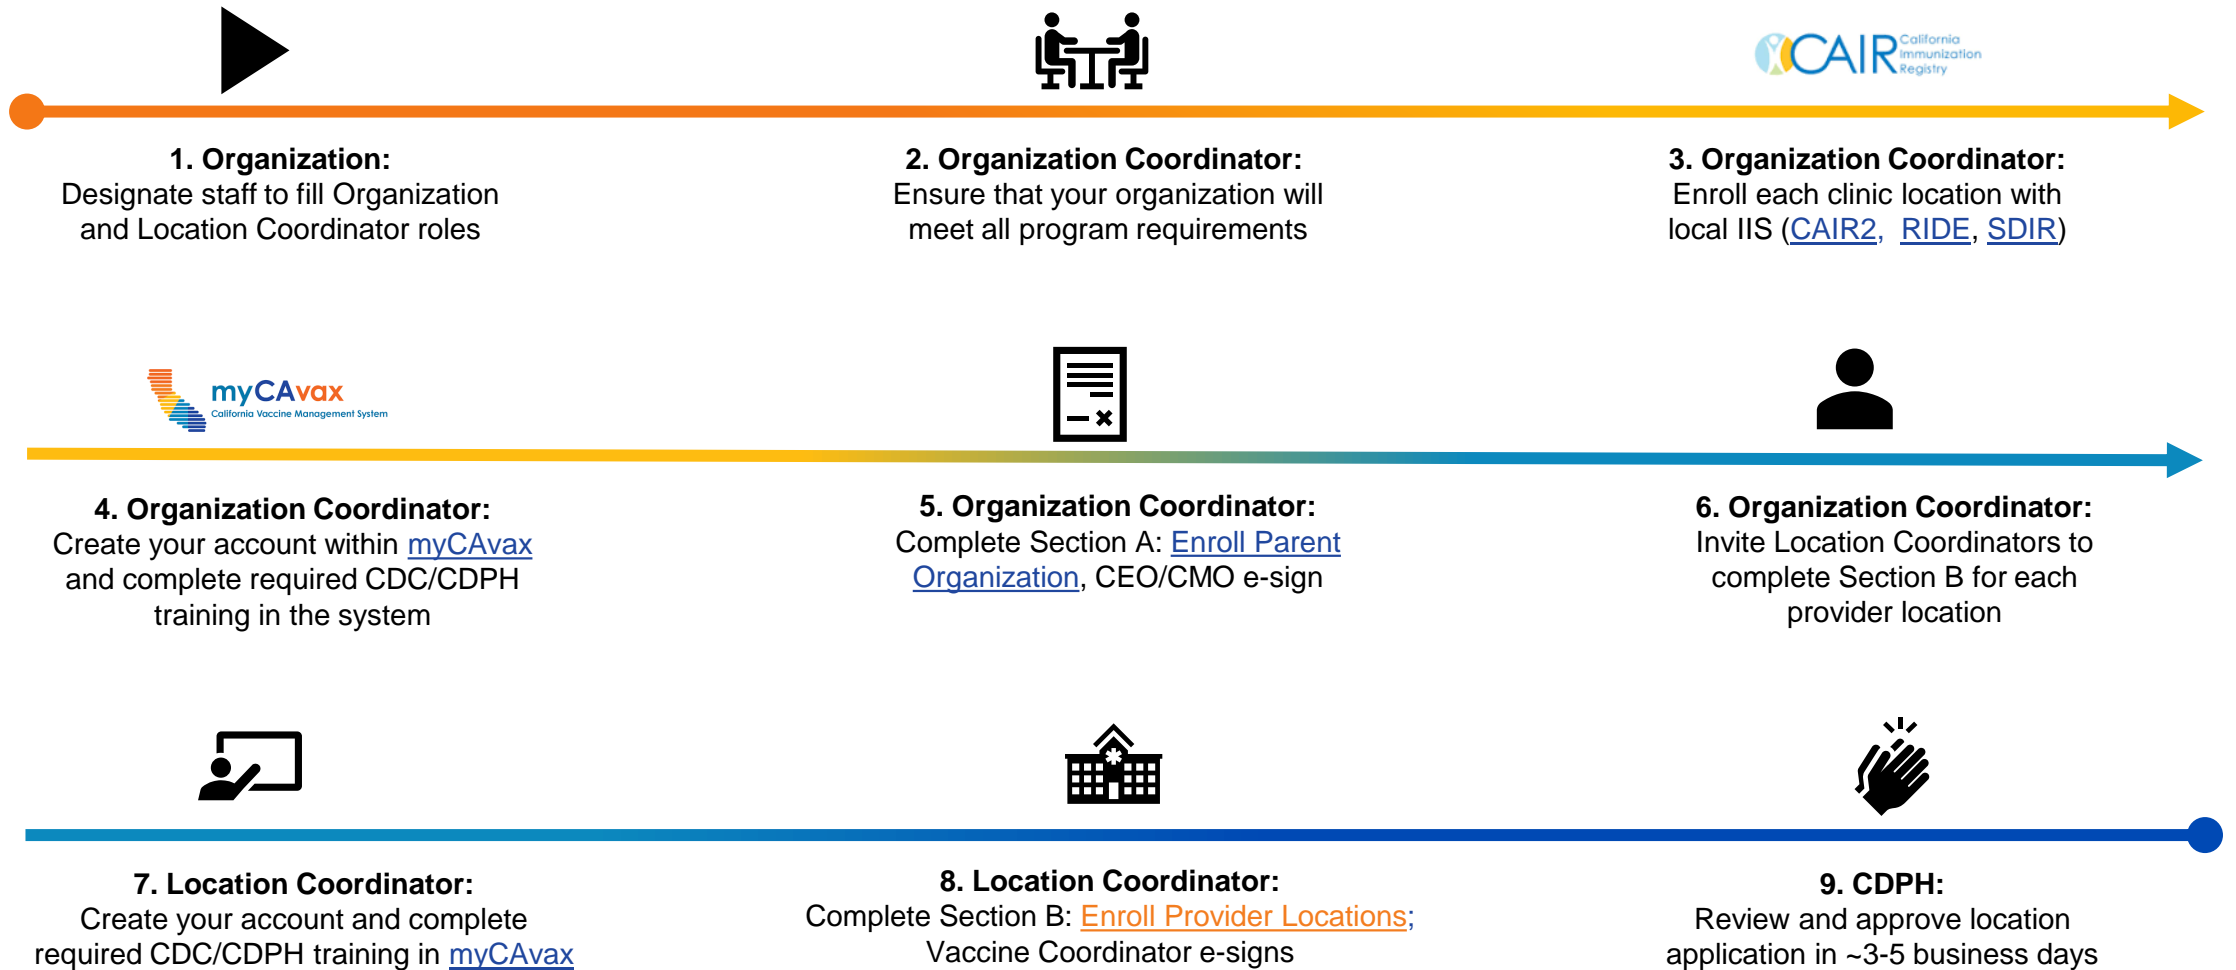 CAIR California
Immunization
Registry
1. Organization:
Designate staff to fill Organization
and Location Coordinator roles
2. Organization Coordinator:
Ensure that your organization will
meet all program requirements
3. Organization Coordinator:
Enroll each clinic location with
local IIS (CAIR2, RIDE, SDIR)
myCAvax
California Vaccine Management System
4. Organization Coordinator:
Create your account within myCAvax
and complete required CDC/CDPH
training in the system
5. Organization Coordinator:
Complete Section A: Enroll Parent
Organization, CEO/CMO e-sign
6. Organization Coordinator:
Invite Location Coordinators to
complete Section B for each
provider location
7. Location Coordinator:
Create your account and complete
required CDC/CDPH training in myCAvax
8. Location Coordinator:
Complete Section B: Enroll Provider Locations;
Vaccine Coordinator e-signs
9. CDPH:
Review and approve location
application in ~3-5 business days